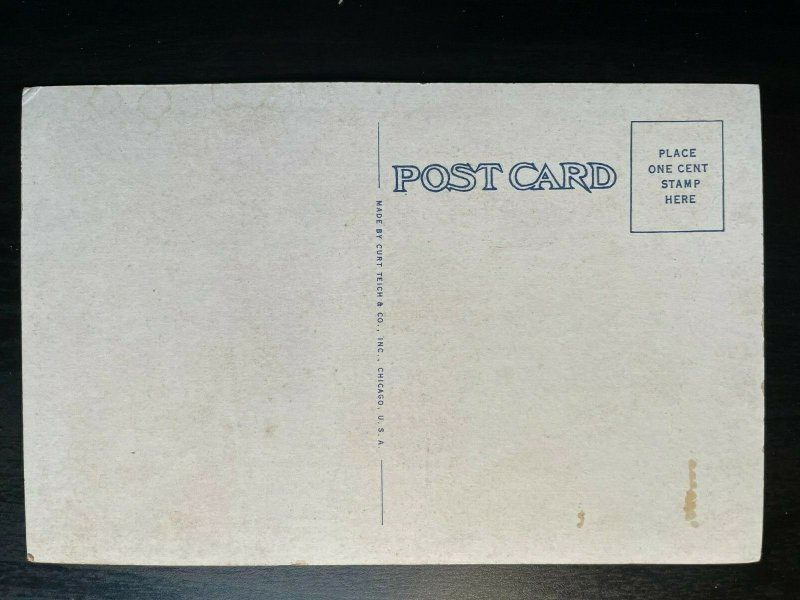 POST CARD
PLACE
ONE CENT
STAMP
HERE
MADE BY CURT TEICH & CO., INC., CHICAGO, U. S. A.